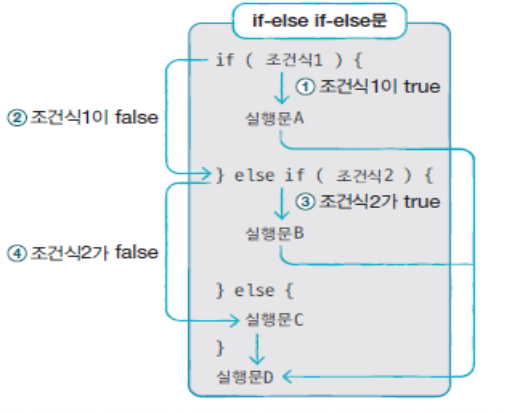 if-else if-else문
if ( 조건식1 ) {
① 조건식1이 true
② 조건식1이 false
실행문A
} else if ( 조건식2 ) {
③ 조건식2가 true
실행문B
④ 조건식2가 false
} else {
실행문C
}
실행문D